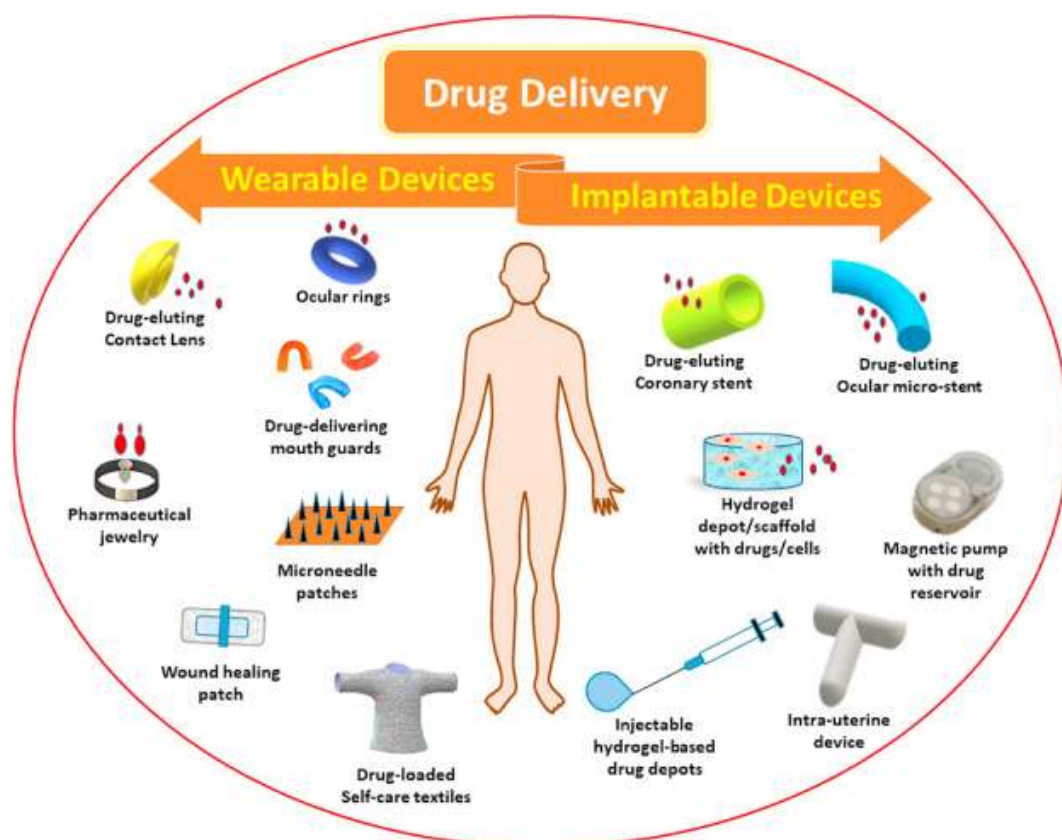 Drug Delivery
Wearable Devices
Implantable Devices
Drug-eluting
Contact Lens
Ocular rings
Drug-delivering
mouth guards
Pharmaceutical
jewelry
Microneedle
patches
Wound healing
patch
Drug-loaded
Self-care textiles
Drug-eluting
Coronary stent
Drug-eluting
Ocular micro-stent
Hydrogel
depot/scaffold
with drugs/cells
Magnetic pump
with drug
reservoir
Injectable
hydrogel-based
drug depots
Intra-uterine
device